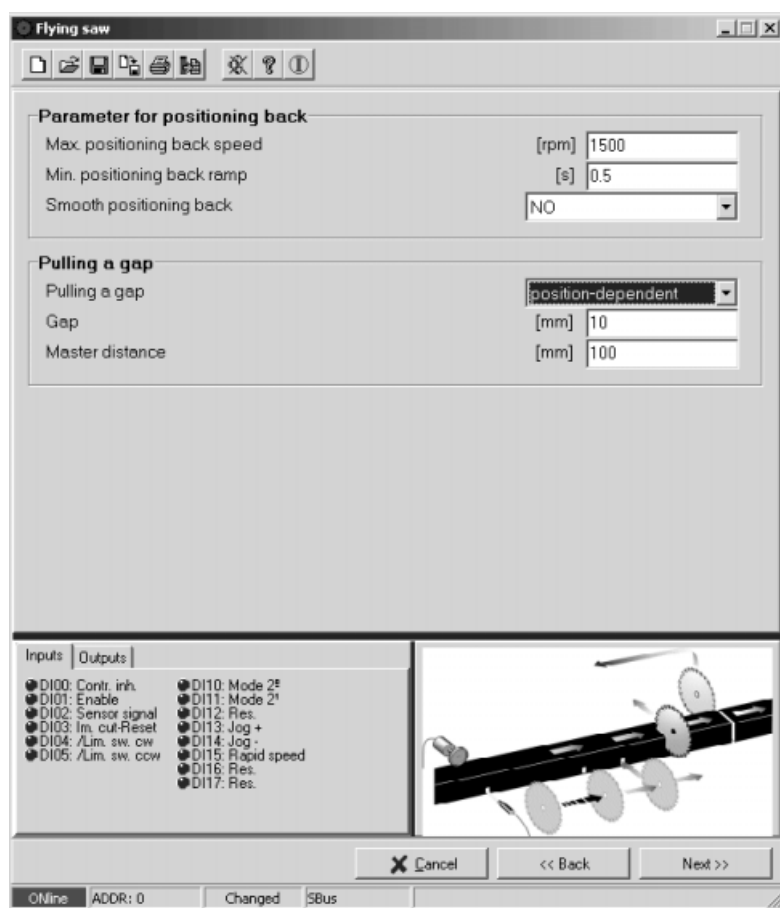 Flying saw
Parameter for positioning back
Max. positioning back speed [rpm] 1500
Min. positioning back ramp [s] 0.5
Smooth positioning back NO
Pulling a gap
Pulling a gap position-dependent
Gap [mm] 10
Master distance [mm] 100
Inputs Outputs
DI00: Contr. inh. DI10: Mode 2⁰
DI01: Enable DI11: Mode 2¹
DI02: Sensor signal DI12: Res.
DI03: Im. cut-Reset DI13: Jog +
DI04: /Lim. sw. cw DI14: Jog -
DI05: /Lim. sw. ccw DI15: Rapid speed
DI16: Res.
DI17: Res.
Cancel << Back Next >>
ONline ADDR: 0 Changed SBus